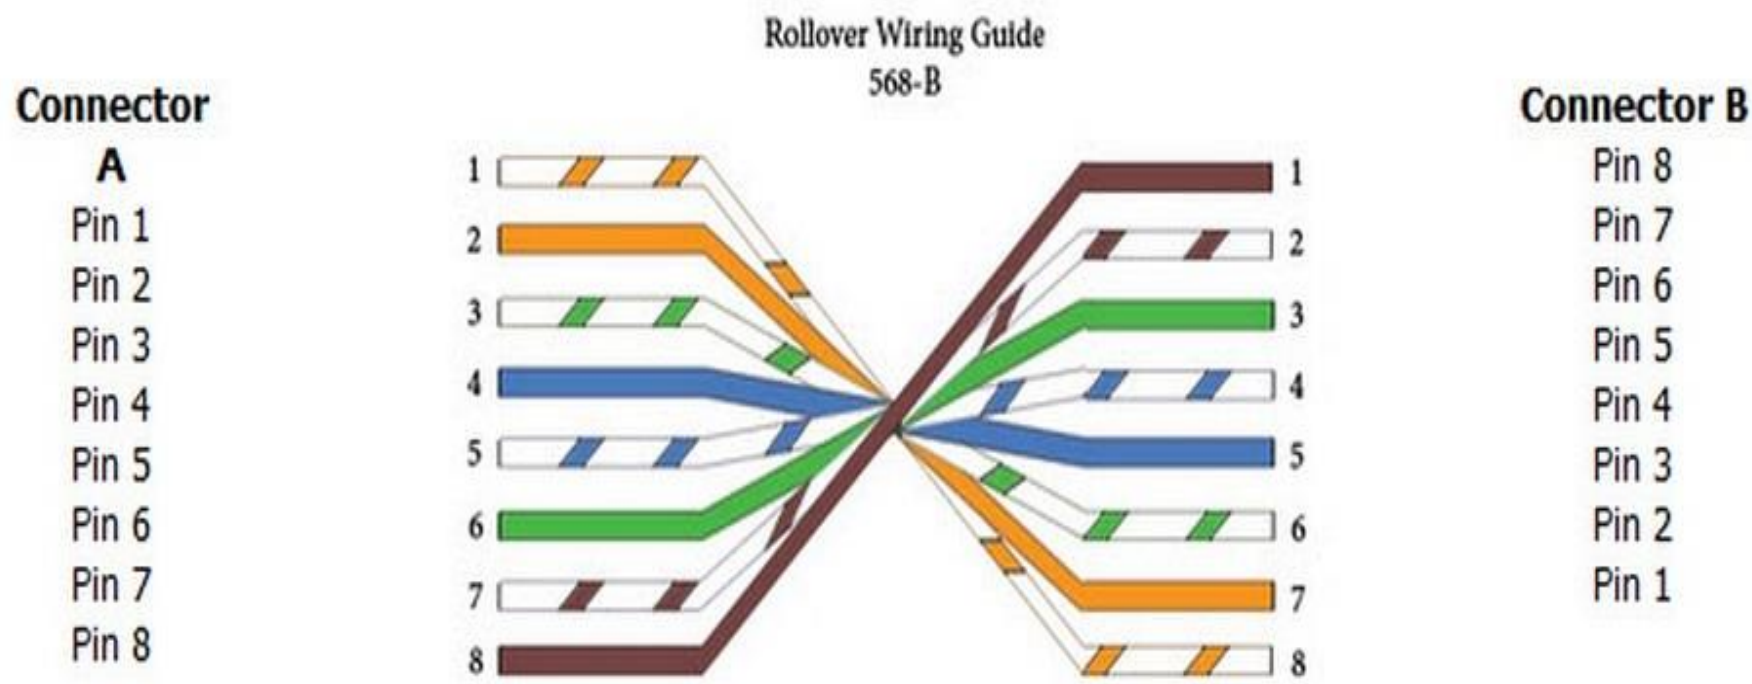 Rollover Wiring Guide
568-B
Connector
A
Pin 1
Pin 2
Pin 3
Pin 4
Pin 5
Pin 6
Pin 7
Pin 8
1
2
3
4
5
6
7
8
1
2
3
4
5
6
7
8
Connector B
Pin 8
Pin 7
Pin 6
Pin 5
Pin 4
Pin 3
Pin 2
Pin 1